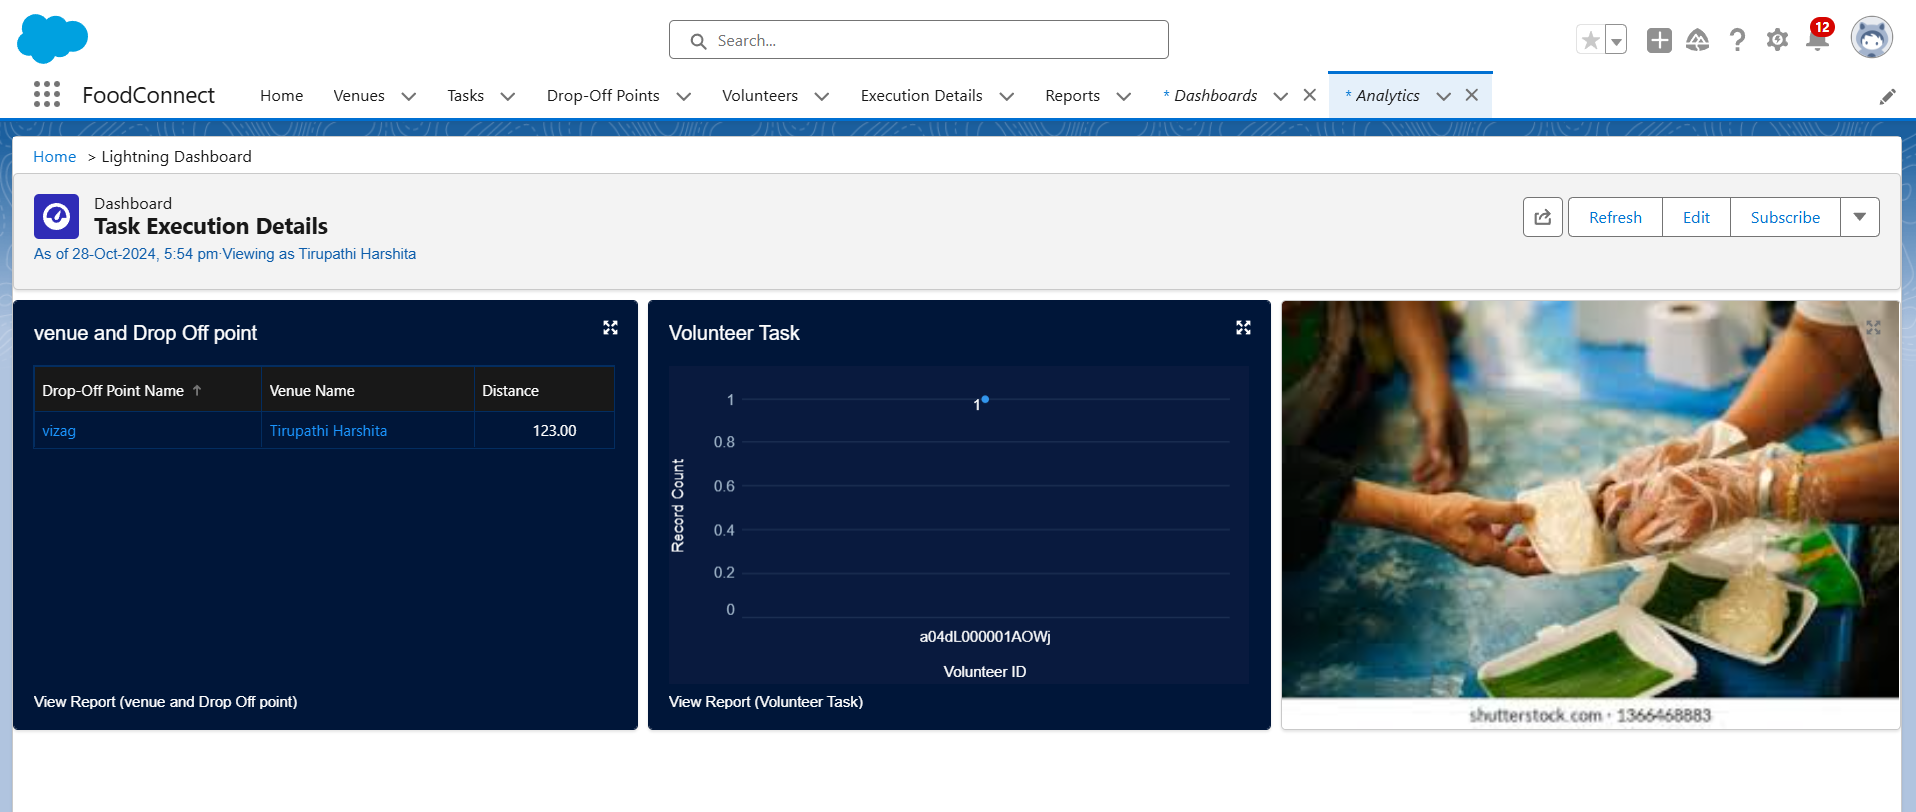 Search...
12
FoodConnect
Home
Venues
Tasks
Drop-Off Points
Volunteers
Execution Details
Reports
* Dashboards
* Analytics
Home > Lightning Dashboard
Dashboard
Task Execution Details
As of 28-Oct-2024, 5:54 pm·Viewing as Tirupathi Harshita
Refresh
Edit
Subscribe
venue and Drop Off point
Drop-Off Point Name ↑ Venue Name Distance
vizag Tirupathi Harshita 123.00
View Report (venue and Drop Off point)
Volunteer Task
Record Count
1
0.8
0.6
0.4
0.2
0
1
a04dL000001AOWj
Volunteer ID
View Report (Volunteer Task)
shutterstock.com · 1366468883